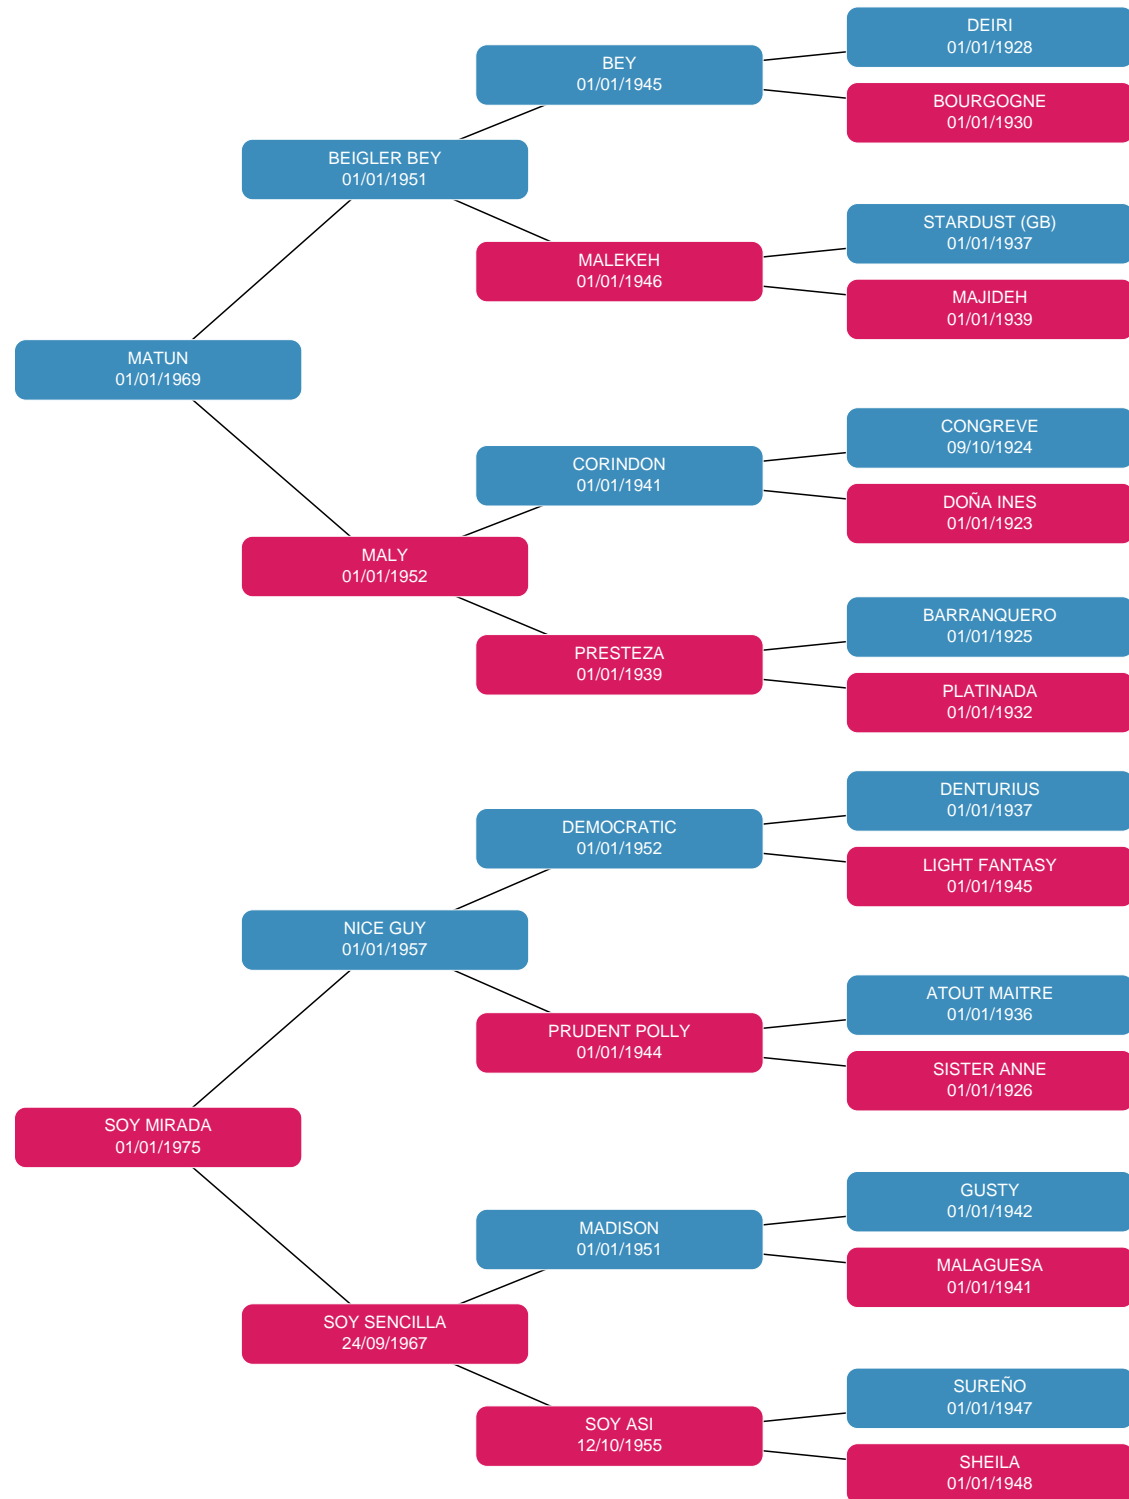 DEIRI
01/01/1928
BEY
01/01/1945
BOURGOGNE
01/01/1930
BEIGLER BEY
01/01/1951
STARDUST (GB)
01/01/1937
MALEKEH
01/01/1946
MAJIDEH
01/01/1939
MATUN
01/01/1969
CONGREVE
09/10/1924
CORINDON
01/01/1941
DOÑA INES
01/01/1923
MALY
01/01/1952
BARRANQUERO
01/01/1925
PRESTEZA
01/01/1939
PLATINADA
01/01/1932
DENTURIUS
01/01/1937
DEMOCRATIC
01/01/1952
LIGHT FANTASY
01/01/1945
NICE GUY
01/01/1957
ATOUT MAITRE
01/01/1936
PRUDENT POLLY
01/01/1944
SISTER ANNE
01/01/1926
SOY MIRADA
01/01/1975
GUSTY
01/01/1942
MADISON
01/01/1951
MALAGUESA
01/01/1941
SOY SENCILLA
24/09/1967
SUREÑO
01/01/1947
SOY ASI
12/10/1955
SHEILA
01/01/1948